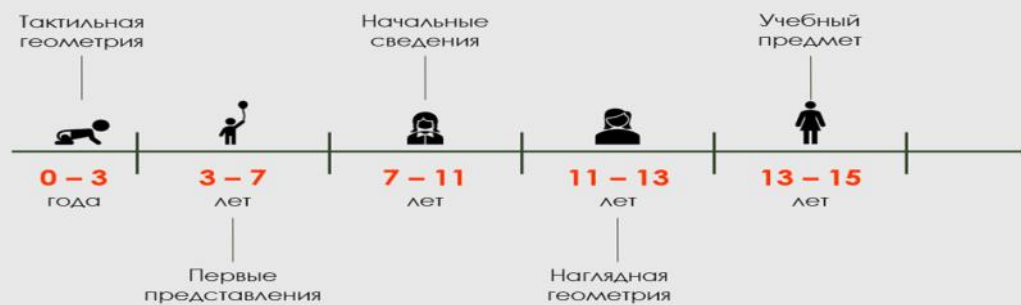 Тактильная
геометрия
Начальные
сведения
Учебный
предмет
0 – 3
года
3 – 7
лет
7 – 11
лет
11 – 13
лет
13 – 15
лет
Первые
представления
Наглядная
геометрия